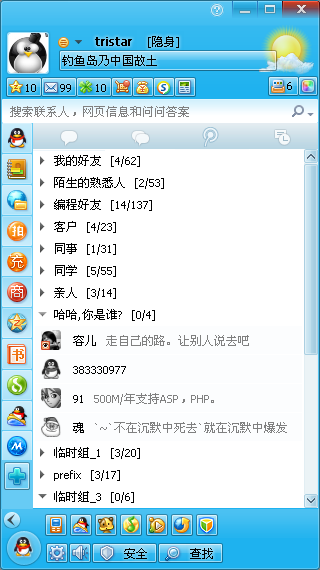 tristar [隐身]
钓鱼岛乃中国故土
10 99 10 6
搜索联系人，网页信息和问问答案
我的好友 [4/62]
陌生的熟悉人 [2/53]
编程好友 [14/137]
客户 [4/23]
同亊 [1/31]
同学 [5/55]
亲人 [3/14]
哈哈,你是谁? [0/4]
容儿 走自己的路。让别人说去吧
383330977
91 500M/年支持ASP，PHP。
魂 `~`不在沉默中死去`就在沉默中爆发
临时组_1 [3/20]
prefix [3/17]
临时组_3 [0/6]
拍
充
商
书
安全 查找